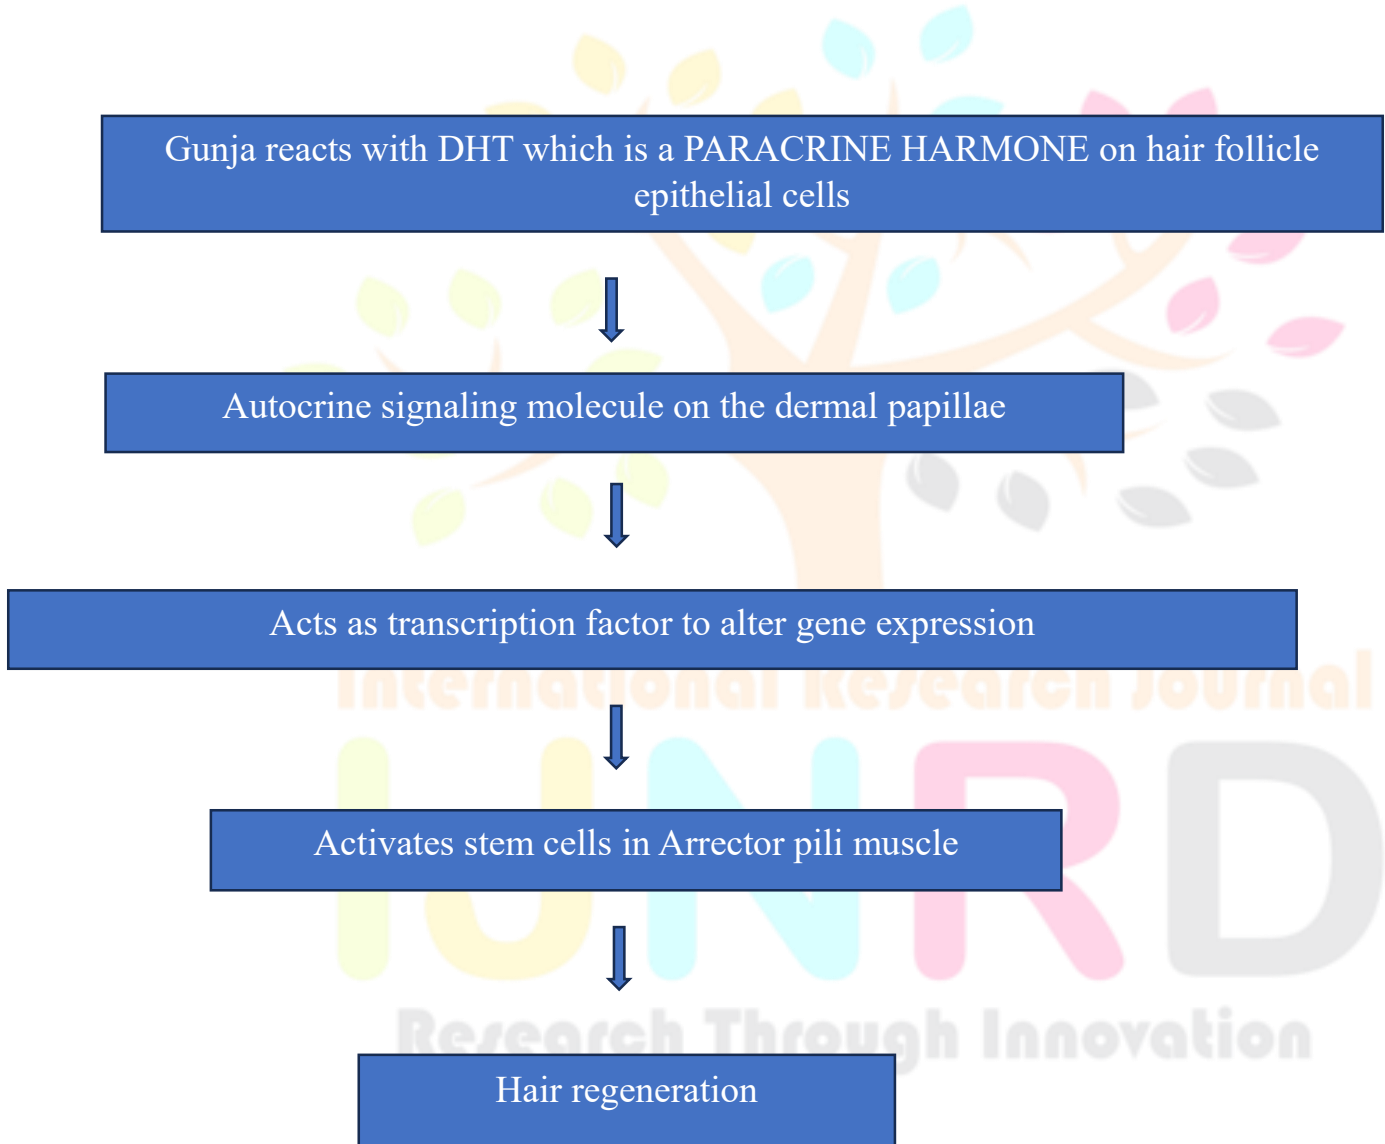 Gunja reacts with DHT which is a PARACRINE HARMONE on hair follicle
epithelial cells
Autocrine signaling molecule on the dermal papillae
Acts as transcription factor to alter gene expression
International Research Journal
Activates stem cells in Arrector pili muscle
IJNRD
Research Through Innovation
Hair regeneration